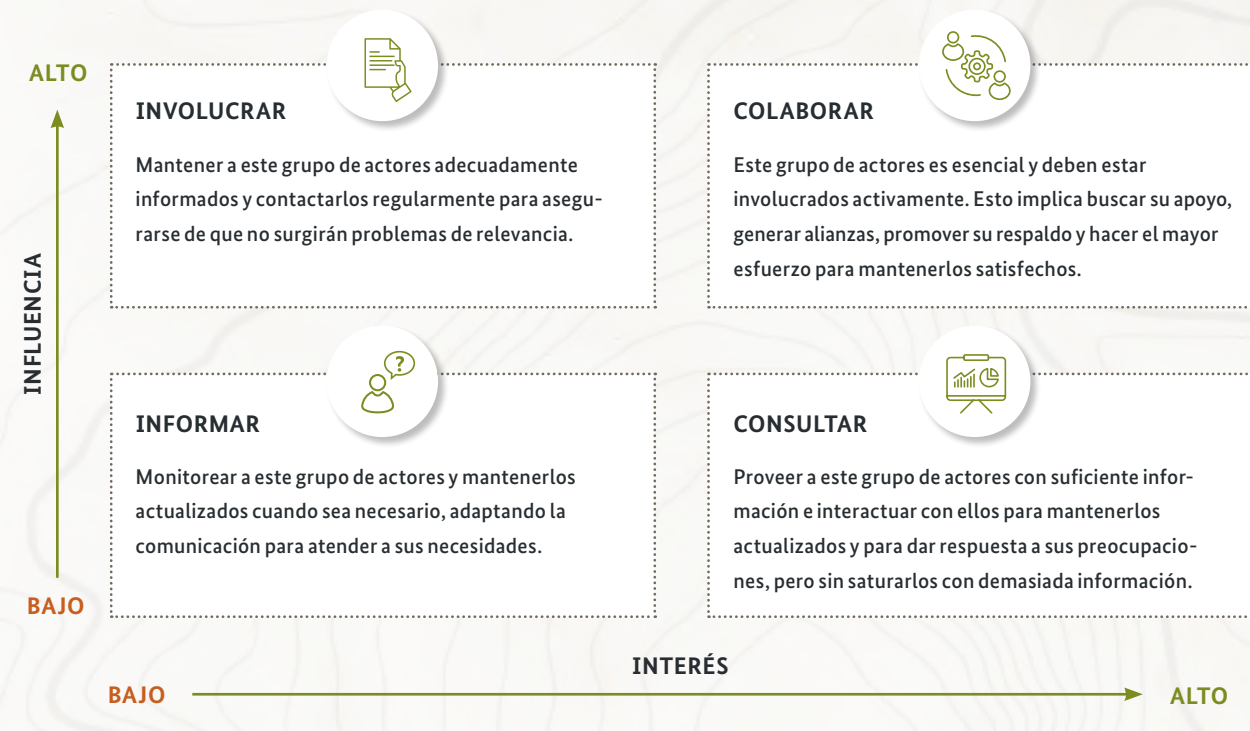 ALTO
INVOLUCRAR
Mantener a este grupo de actores adecuadamente
informados y contactarlos regularmente para asegu-
rarse de que no surgirán problemas de relevancia.
COLABORAR
Este grupo de actores es esencial y deben estar
involucrados activamente. Esto implica buscar su apoyo,
generar alianzas, promover su respaldo y hacer el mayor
esfuerzo para mantenerlos satisfechos.
INFLUENCIA
?
INFORMAR
Monitorear a este grupo de actores y mantenerlos
actualizados cuando sea necesario, adaptando la
comunicación para atender a sus necesidades.
CONSULTAR
Proveer a este grupo de actores con suficiente infor-
mación e interactuar con ellos para mantenerlos
actualizados y para dar respuesta a sus preocupacio-
nes, pero sin saturarlos con demasiada información.
BAJO
INTERÉS
BAJO
ALTO